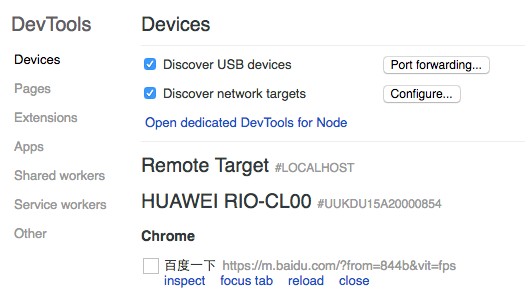 DevTools
Devices
Pages
Extensions
Apps
Shared workers
Service workers
Other
Devices
Discover USB devices Port forwarding...
Discover network targets Configure...
Open dedicated DevTools for Node
Remote Target #LOCALHOST
HUAWEI RIO-CL00 #UUKDU15A20000854
Chrome
百度一下 https://m.baidu.com/?from=844b&vit=fps
inspect focus tab reload close